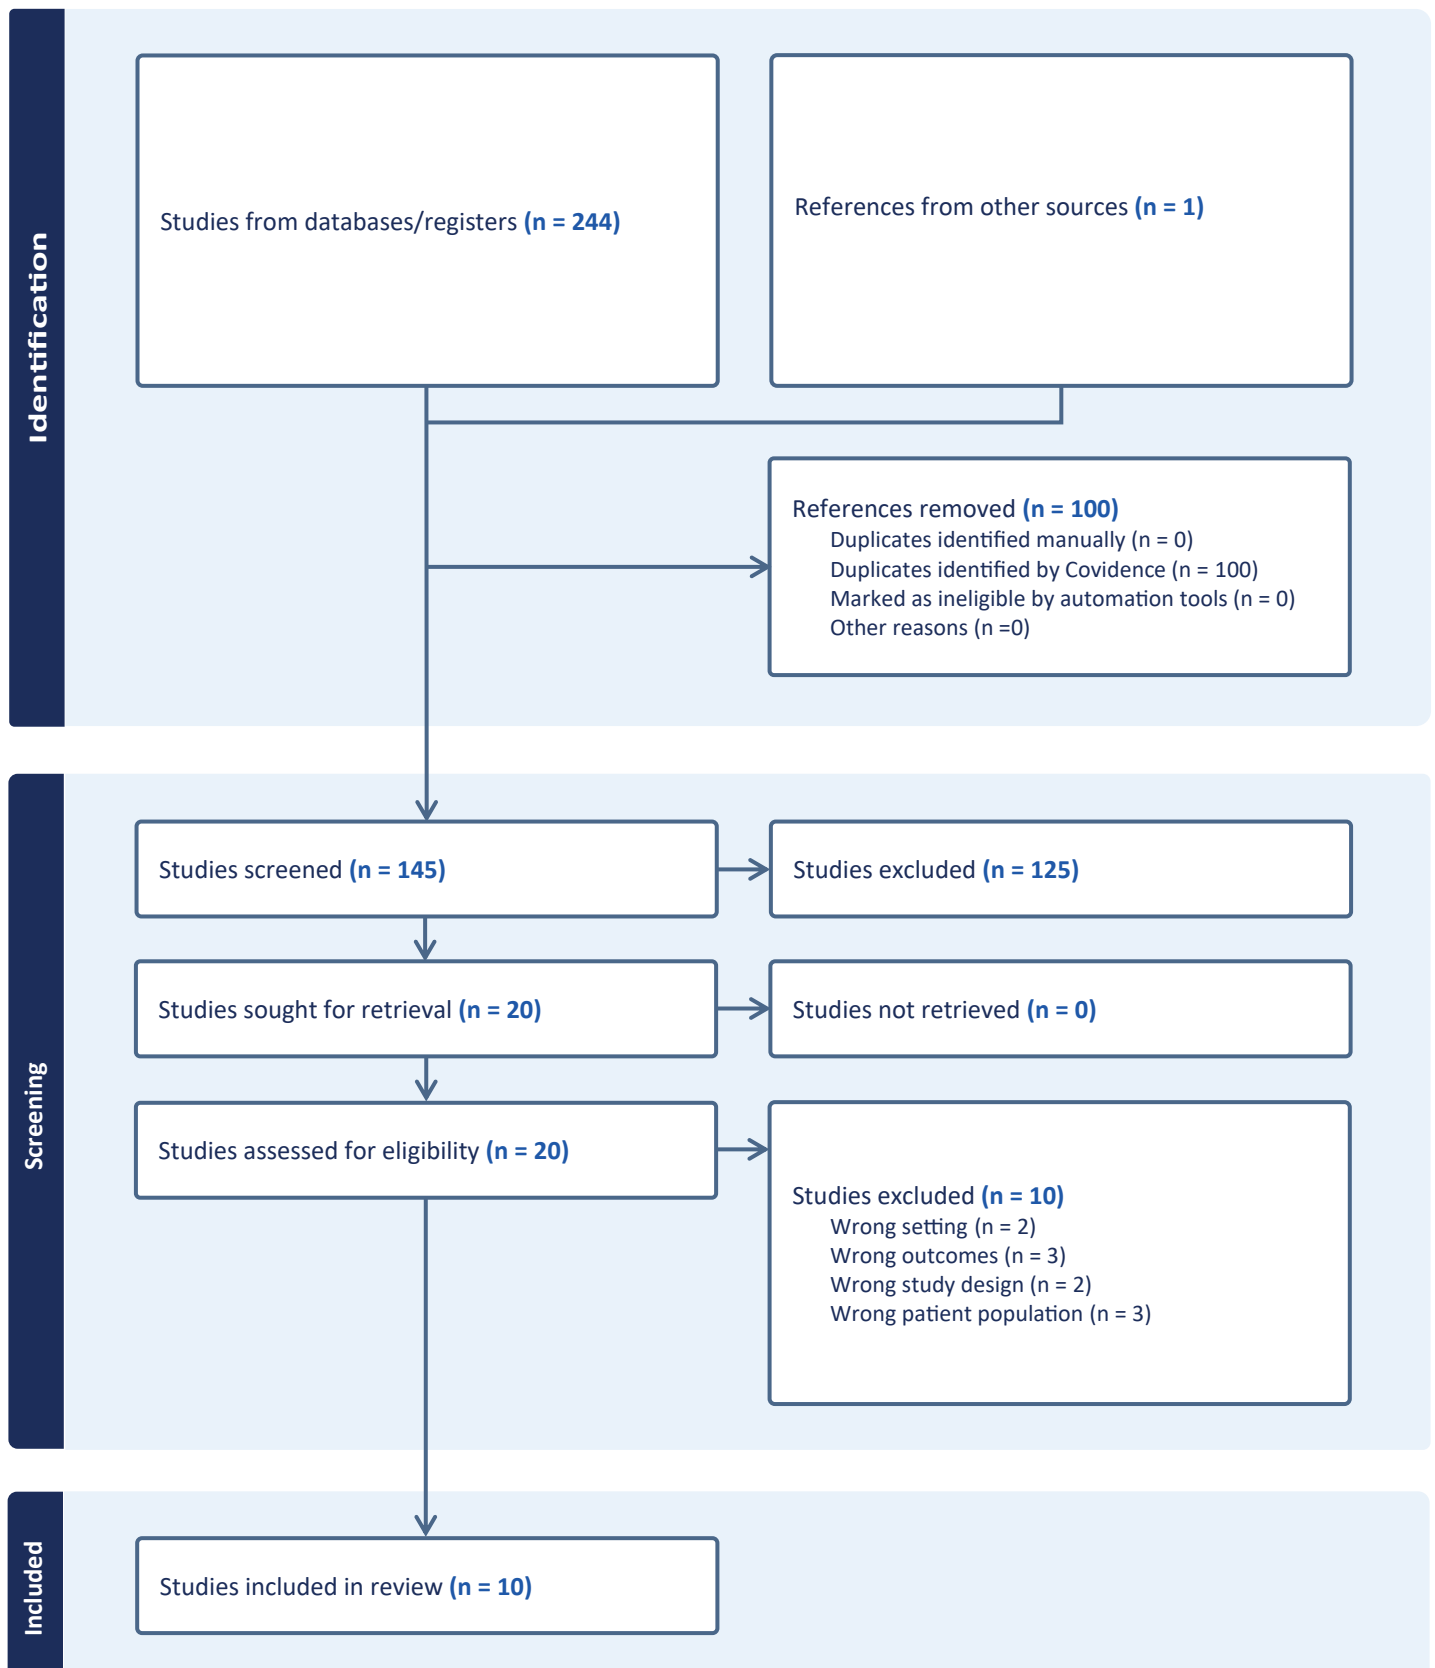 Identification
Studies from databases/registers (n = 244)
References from other sources (n = 1)
References removed (n = 100)
Duplicates identified manually (n = 0)
Duplicates identified by Covidence (n = 100)
Marked as ineligible by automation tools (n = 0)
Other reasons (n =0)
Screening
Studies screened (n = 145)
Studies excluded (n = 125)
Studies sought for retrieval (n = 20)
Studies not retrieved (n = 0)
Studies assessed for eligibility (n = 20)
Studies excluded (n = 10)
Wrong setting (n = 2)
Wrong outcomes (n = 3)
Wrong study design (n = 2)
Wrong patient population (n = 3)
Included
Studies included in review (n = 10)